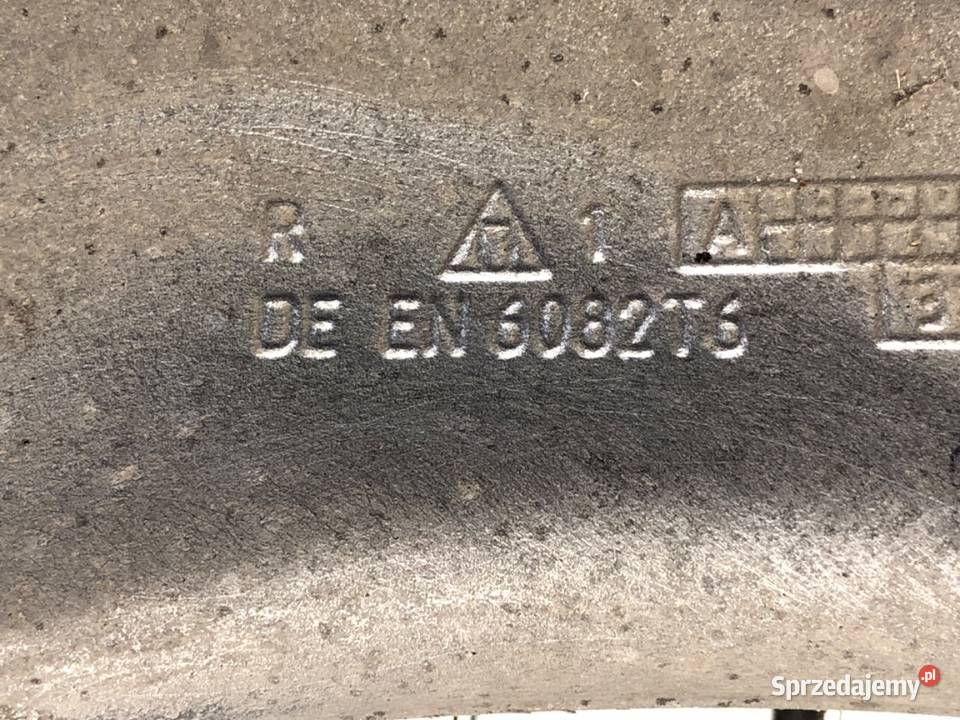 R 1 A
DE EN 6082T6
Sprzedajemy.pl